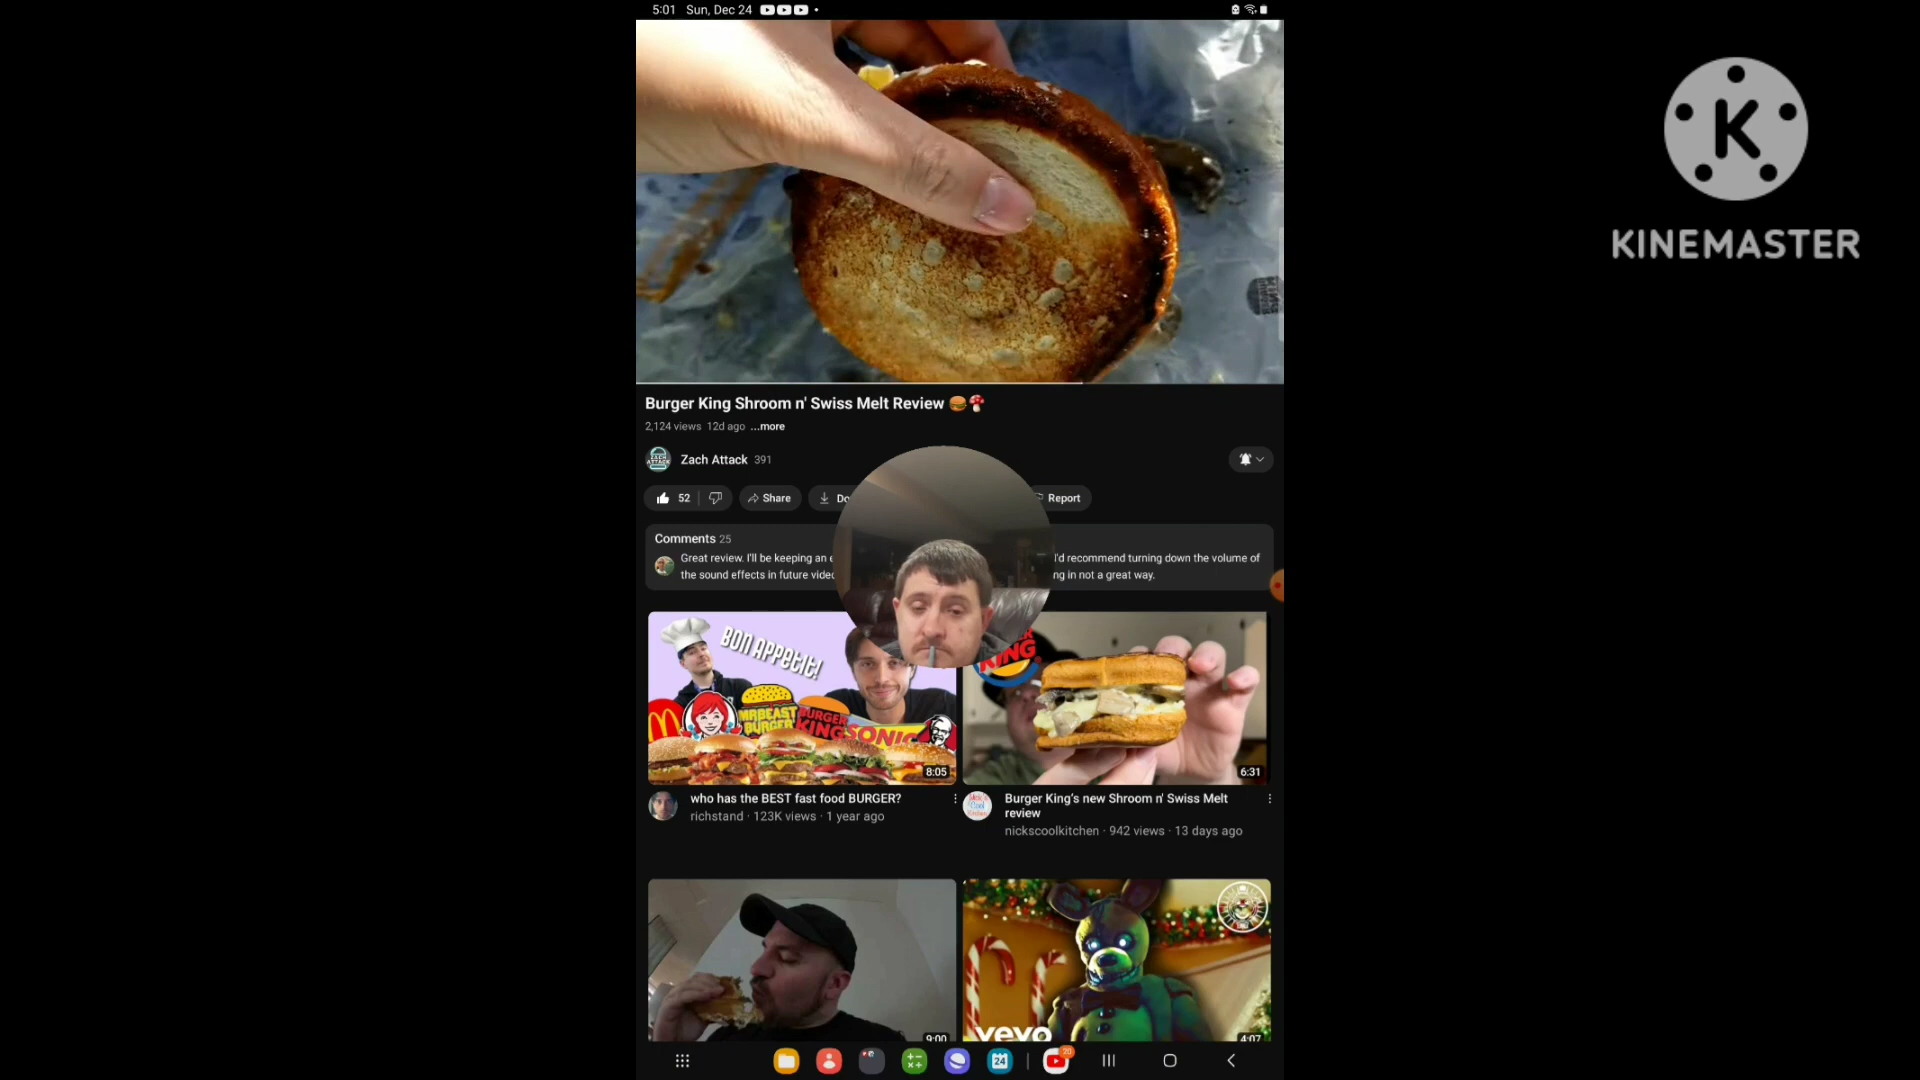 5:01 Sun, Dec 24
KINEMASTER
Burger King Shroom n' Swiss Melt Review
2,124 views 12d ago ...more
Zach Attack 391
52
Share
Report
Comments 25
Great review. I'll be keeping an
I'd recommend turning down the volume of
the sound effects in future
in not a great way.
BON APPETIT!
MRBEAST
BURGER
BURGER
KING
SONIC
KING
8:05
6:31
who has the BEST fast food BURGER?
richstand · 123K views · 1 year ago
Burger King's new Shroom n' Swiss Melt
review
nickscoolkitchen · 942 views · 13 days ago
vevo
9:00
4:07
24
20